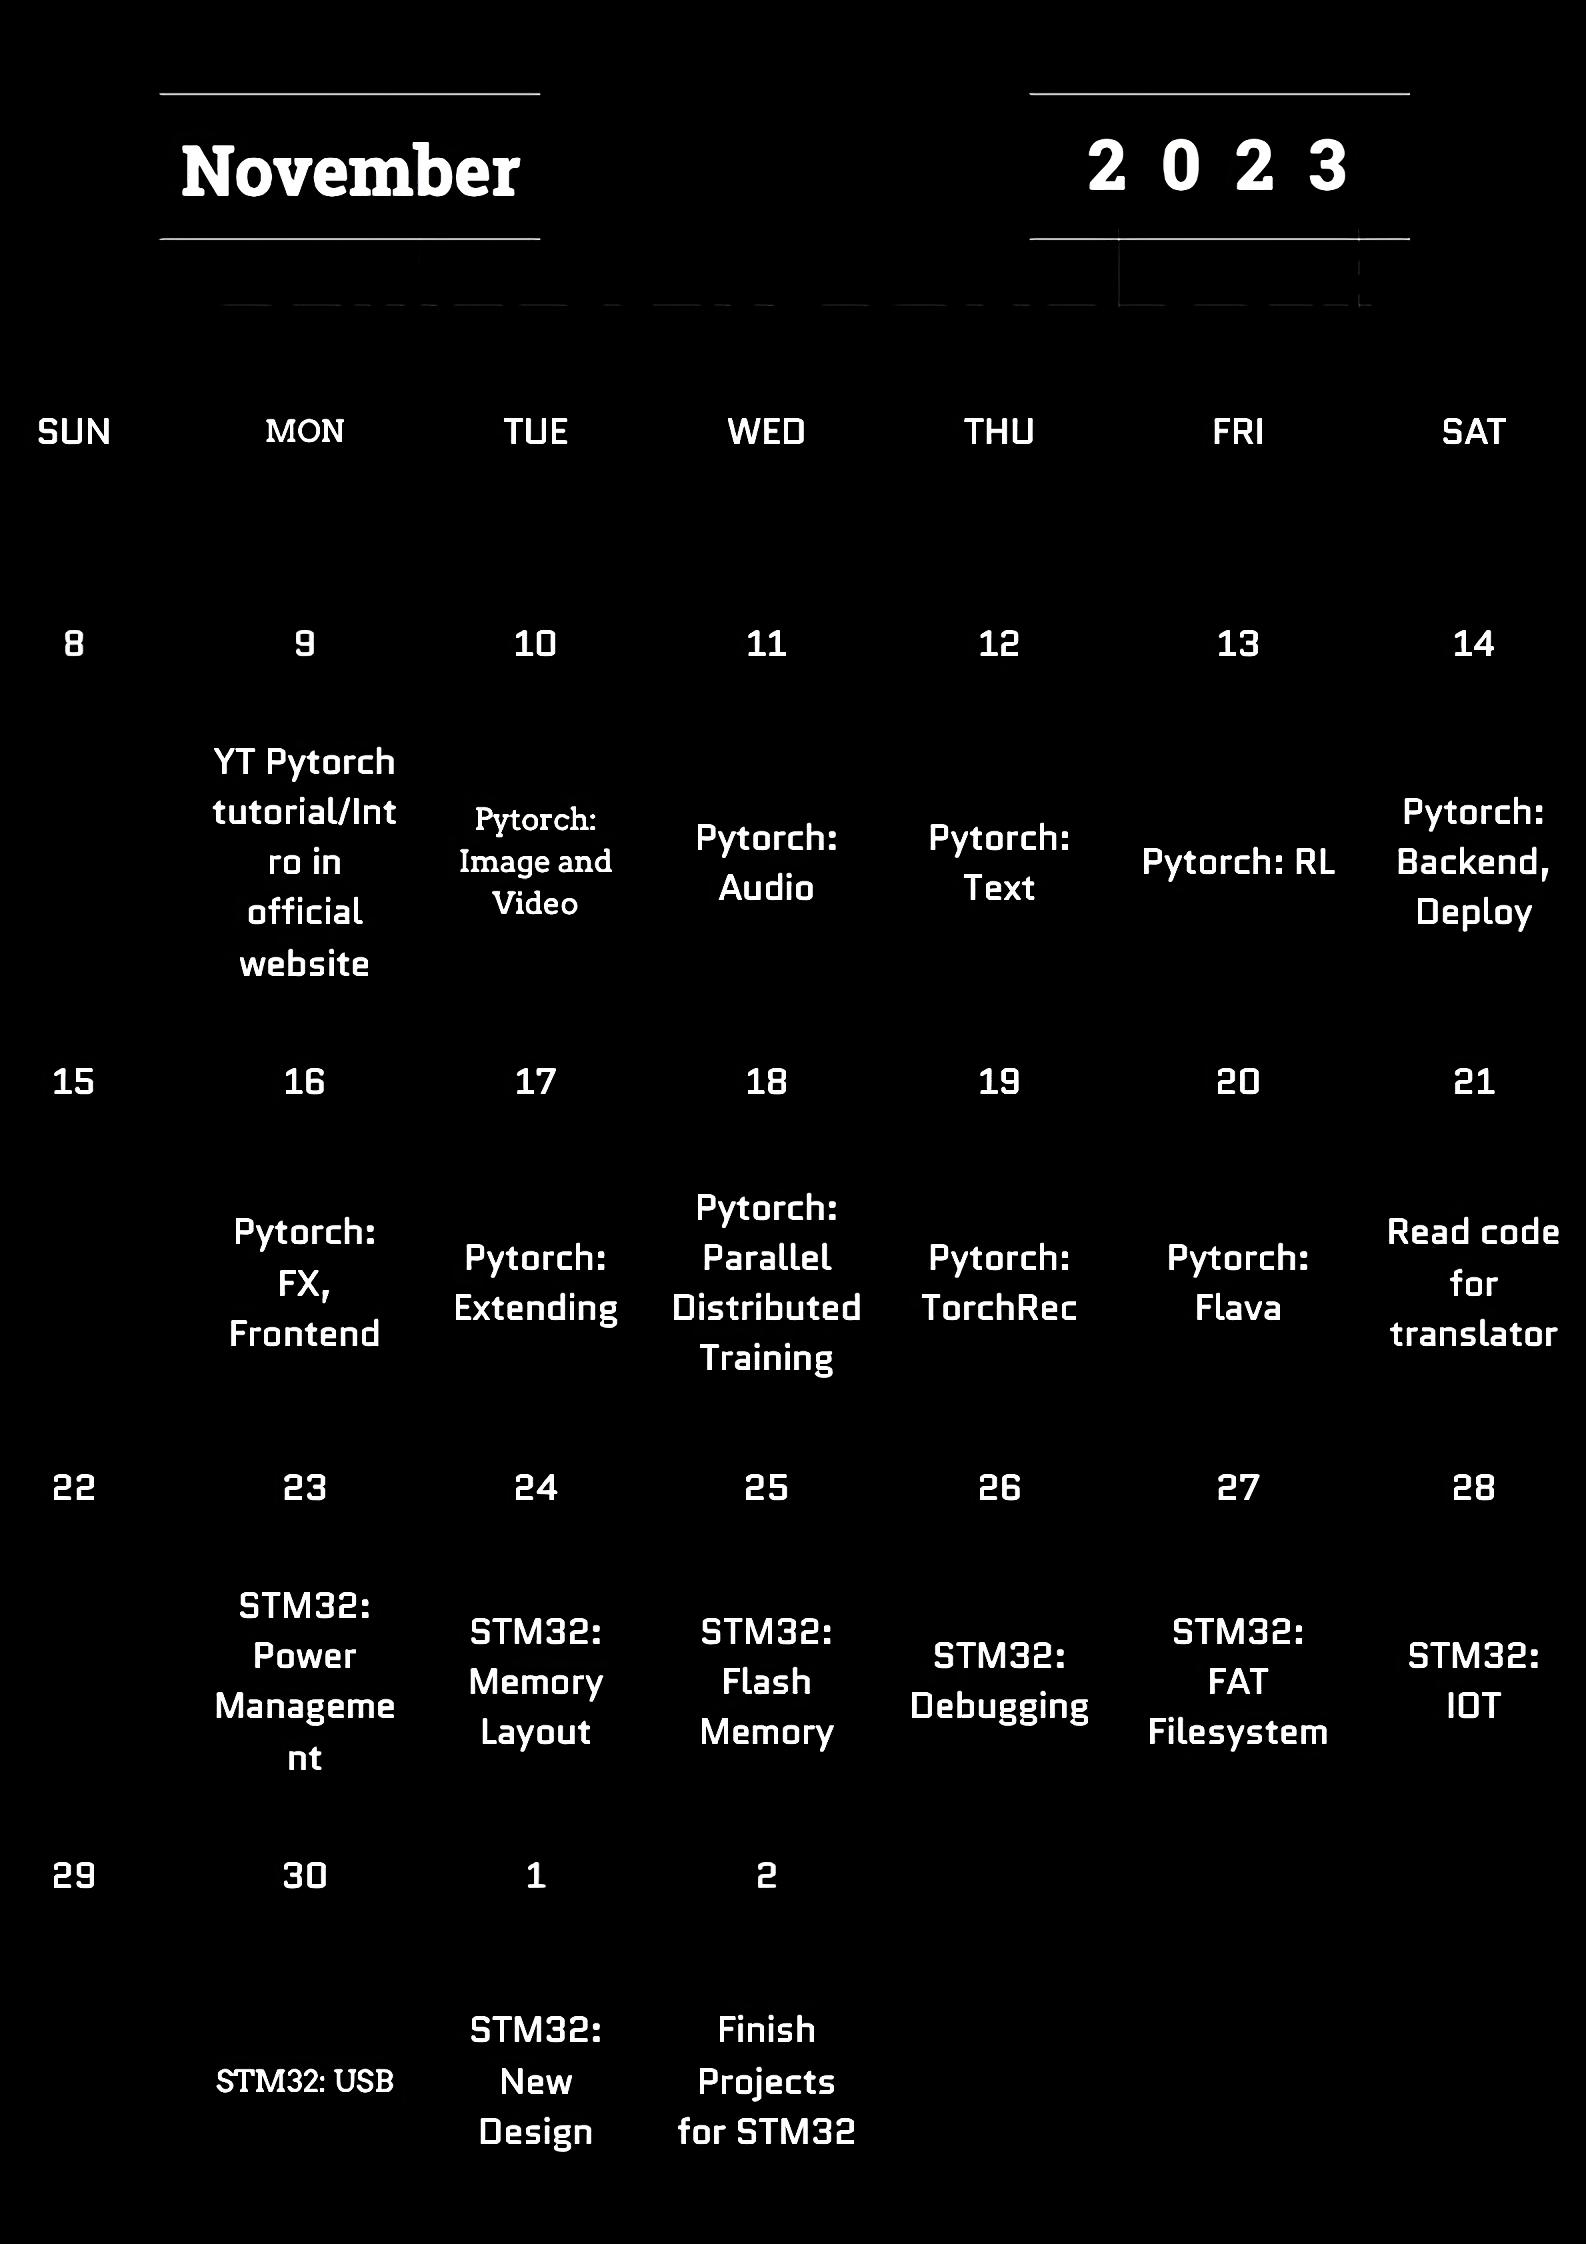 November
2 0 2 3
SUN MON TUE WED THU FRI SAT
8 9 10 11 12 13 14
YT Pytorch
tutorial/Int
ro in
official
website
Pytorch:
Image and
Video
Pytorch:
Audio
Pytorch:
Text
Pytorch: RL
Pytorch:
Backend,
Deploy
15 16 17 18 19 20 21
Pytorch:
FX,
Frontend
Pytorch:
Extending
Pytorch:
Parallel
Distributed
Training
Pytorch:
TorchRec
Pytorch:
Flava
Read code
for
translator
22 23 24 25 26 27 28
STM32:
Power
Manageme
nt
STM32:
Memory
Layout
STM32:
Flash
Memory
STM32:
Debugging
STM32:
FAT
Filesystem
STM32:
IOT
29 30 1 2
STM32: USB
STM32:
New
Design
Finish
Projects
for STM32